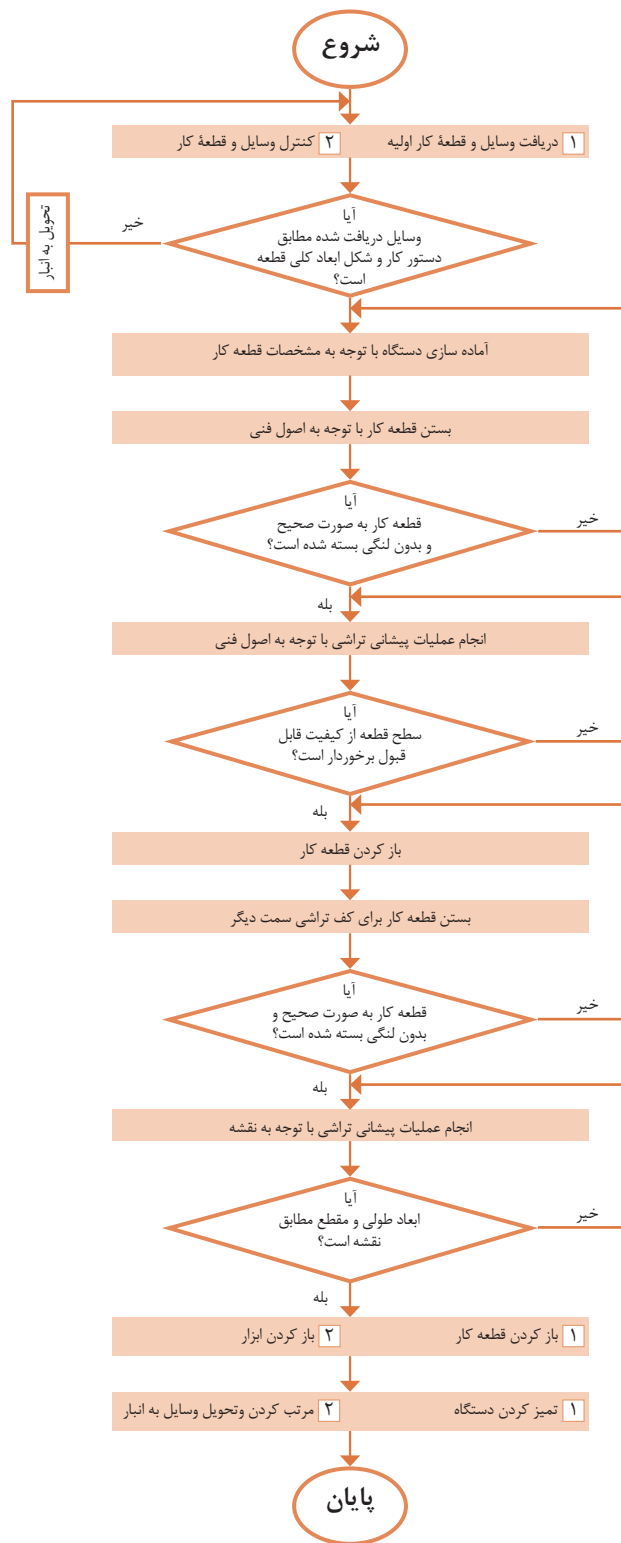 شروع
۱ دریافت وسایل و قطعهٔ کار اولیه ۲ کنترل وسایل و قطعهٔ کار
آیا
وسایل دریافت شده مطابق
دستور کار و شکل ابعاد کلی قطعه
است؟
خیر
تحویل به انبار
آماده سازی دستگاه با توجه به مشخصات قطعه کار
بستن قطعه کار با توجه به اصول فنی
آیا
قطعه کار به صورت صحیح
و بدون لنگی بسته شده است؟
خیر
بله
انجام عملیات پیشانی تراشی با توجه به اصول فنی
آیا
سطح قطعه از کیفیت قابل
قبول برخوردار است؟
خیر
بله
باز کردن قطعه کار
بستن قطعه کار برای کف تراشی سمت دیگر
آیا
قطعه کار به صورت صحیح و
بدون لنگی بسته شده است؟
خیر
بله
انجام عملیات پیشانی تراشی با توجه به نقشه
آیا
ابعاد طولی و مقطع مطابق
نقشه است؟
خیر
بله
۱ باز کردن قطعه کار ۲ باز کردن ابزار
۱ تمیز کردن دستگاه ۲ مرتب کردن وتحویل وسایل به انبار
پایان